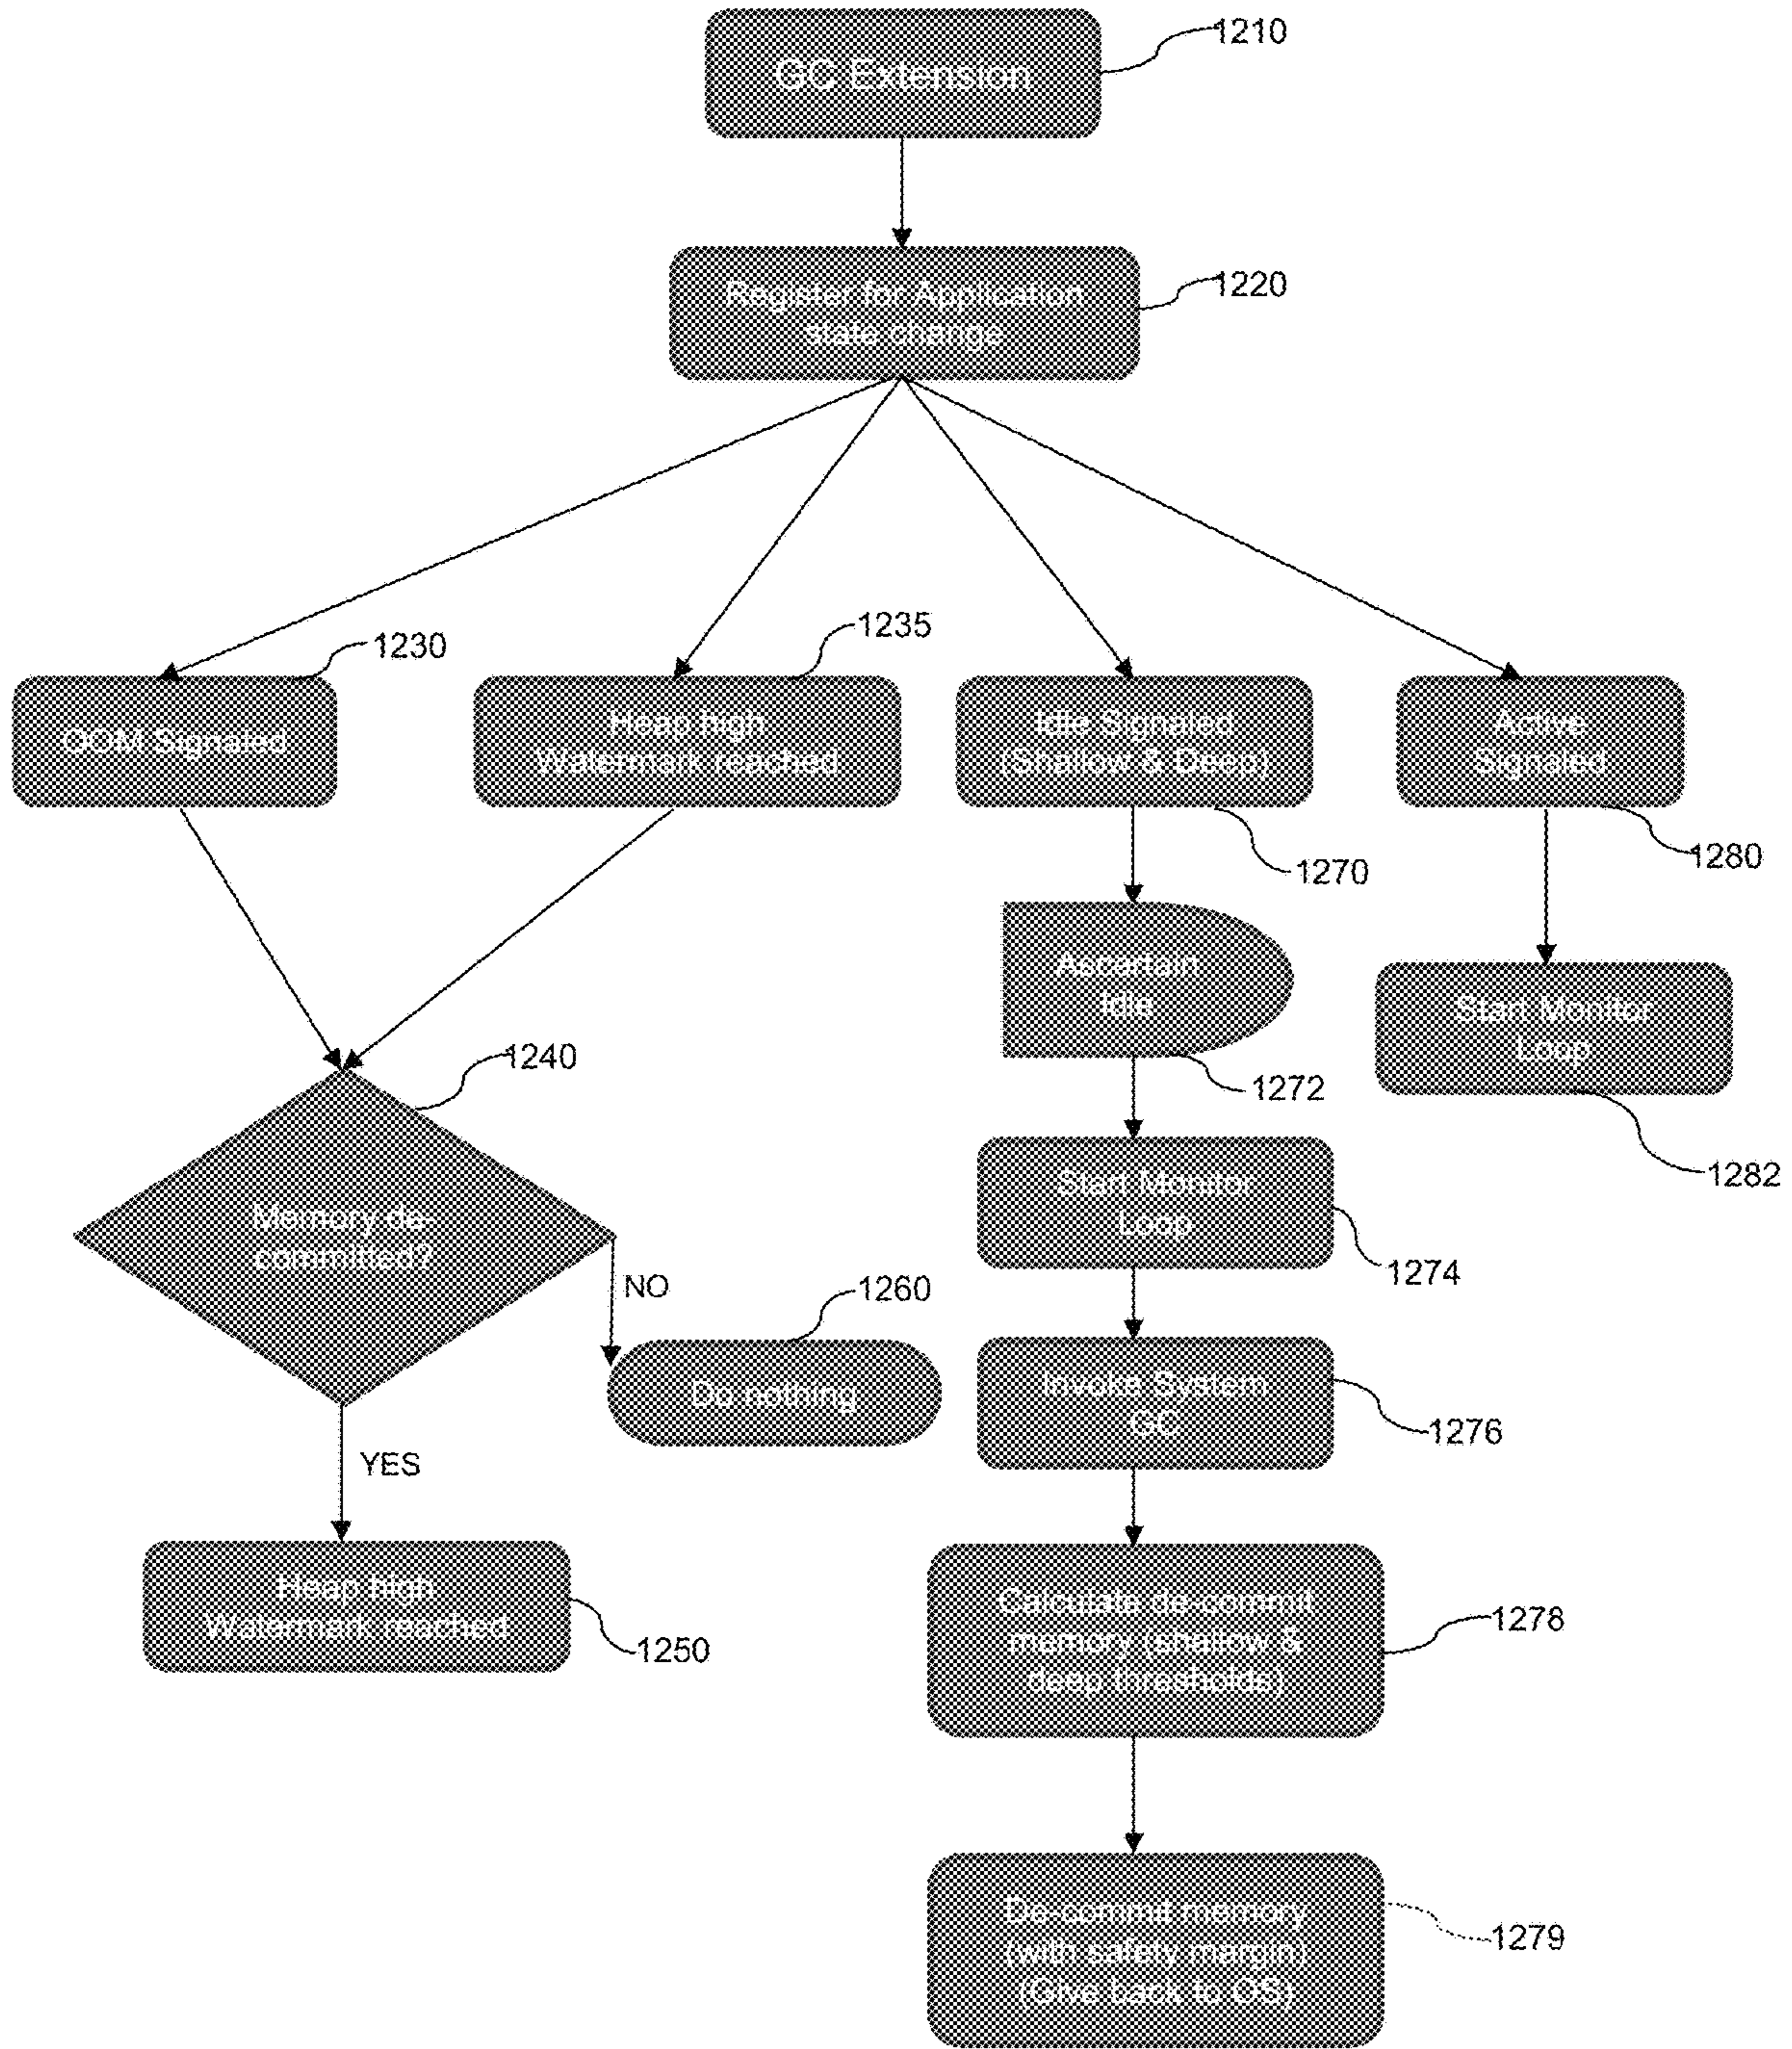 1210
GC Extension
1220
Register for Application
state change
1230
1235
OOM Signaled
Heap high
Watermark reached
Idle Signaled
(Shallow & Deep)
Active
Signaled
1270
1280
Ascertain
Idle
Start Monitor
Loop
1272
1282
1240
Memory de-
committed?
NO
YES
1260
Do nothing
Heap high
Watermark reached
1250
Start Monitor
Loop
1274
Invoke System
GC
1276
Calculate de-commit
memory (shallow &
deep thresholds)
1278
De-commit memory
(with safety margin)
(Give back to OS)
1279